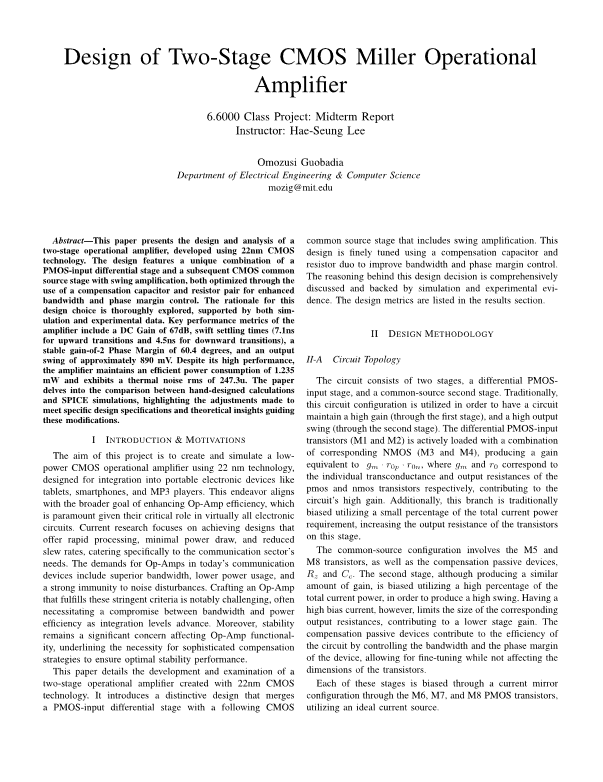 Design of Two-Stage CMOS Miller Operational
Amplifier
6.6000 Class Project: Midterm Report
Instructor: Hae-Seung Lee
Omozusi Guobadia
Department of Electrical Engineering & Computer Science
mozig@mit.edu
Abstract—This paper presents the design and analysis of a
two-stage operational amplifier, developed using 22nm CMOS
technology. The design features a unique combination of a
PMOS-input differential stage and a subsequent CMOS common
source stage with swing amplification, both optimized through the
use of a compensation capacitor and resistor pair for enhanced
bandwidth and phase margin control. The rationale for this
design choice is thoroughly explored, supported by both sim-
ulation and experimental data. Key performance metrics of the
amplifier include a DC Gain of 67dB, swift settling times (7.1ns
for upward transitions and 4.5ns for downward transitions), a
stable gain-of-2 Phase Margin of 60.4 degrees, and an output
swing of approximately 890 mV. Despite its high performance,
the amplifier maintains an efficient power consumption of 1.235
mW and exhibits a thermal noise rms of 247.3u. The paper
delves into the comparison between hand-designed calculations
and SPICE simulations, highlighting the adjustments made to
meet specific design specifications and theoretical insights guiding
these modifications.
I Introduction & Motivations
The aim of this project is to create and simulate a low-
power CMOS operational amplifier using 22 nm technology,
designed for integration into portable electronic devices like
tablets, smartphones, and MP3 players. This endeavor aligns
with the broader goal of enhancing Op-Amp efficiency, which
is paramount given their critical role in virtually all electronic
circuits. Current research focuses on achieving designs that
offer rapid processing, minimal power draw, and reduced
slew rates, catering specifically to the communication sector's
needs. The demands for Op-Amps in today's communication
devices include superior bandwidth, lower power usage, and
a strong immunity to noise disturbances. Crafting an Op-Amp
that fulfills these stringent criteria is notably challenging, often
necessitating a compromise between bandwidth and power
efficiency as integration levels advance. Moreover, stability
remains a significant concern affecting Op-Amp functional-
ity, underlining the necessity for sophisticated compensation
strategies to ensure optimal stability performance.
This paper details the development and examination of a
two-stage operational amplifier created with 22nm CMOS
technology. It introduces a distinctive design that merges
a PMOS-input differential stage with a following CMOS
common source stage that includes swing amplification. This
design is finely tuned using a compensation capacitor and
resistor duo to improve bandwidth and phase margin control.
The reasoning behind this design decision is comprehensively
discussed and backed by simulation and experimental evi-
dence. The design metrics are listed in the results section.
II Design Methodology
II-A Circuit Topology
The circuit consists of two stages, a differential PMOS-
input stage, and a common-source second stage. Traditionally,
this circuit configuration is utilized in order to have a circuit
maintain a high gain (through the first stage), and a high output
swing (through the second stage). The differential PMOS-input
transistors (M1 and M2) is actively loaded with a combination
of corresponding NMOS (M3 and M4), producing a gain
equivalent to g_m · r_{0p} · r_{0n}, where g_m and r_0 correspond to
the individual transconductance and output resistances of the
pmos and nmos transistors respectively, contributing to the
circuit's high gain. Additionally, this branch is traditionally
biased utilizing a small percentage of the total current power
requirement, increasing the output resistance of the transistors
on this stage.
The common-source configuration involves the M5 and
M8 transistors, as well as the compensation passive devices,
R_z and C_c. The second stage, although producing a similar
amount of gain, is biased utilizing a high percentage of the
total current power, in order to produce a high swing. Having a
high bias current, however, limits the size of the corresponding
output resistances, contributing to a lower stage gain. The
compensation passive devices contribute to the efficiency of
the circuit by controlling the bandwidth and the phase margin
of the device, allowing for fine-tuning while not affecting the
dimensions of the transistors.
Each of these stages is biased through a current mirror
configuration through the M6, M7, and M8 PMOS transistors,
utilizing an ideal current source.